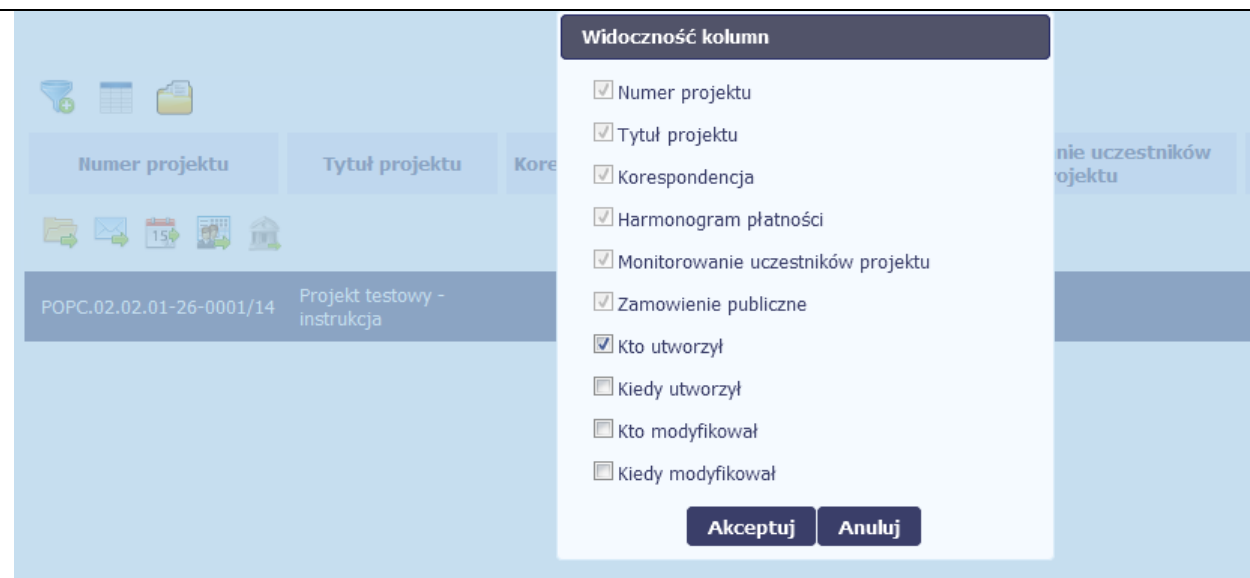 Widoczność kolumn
Numer projektu
Tytuł projektu
Korespondencja
Harmonogram płatności
Monitorowanie uczestników projektu
Zamowienie publiczne
Kto utworzył
Kiedy utworzył
Kto modyfikował
Kiedy modyfikował
Akceptuj Anuluj
Numer projektu Tytuł projektu Kore nie uczestników
ojektu
15
POPC.02.02.01-26-0001/14 Projekt testowy -
instrukcja